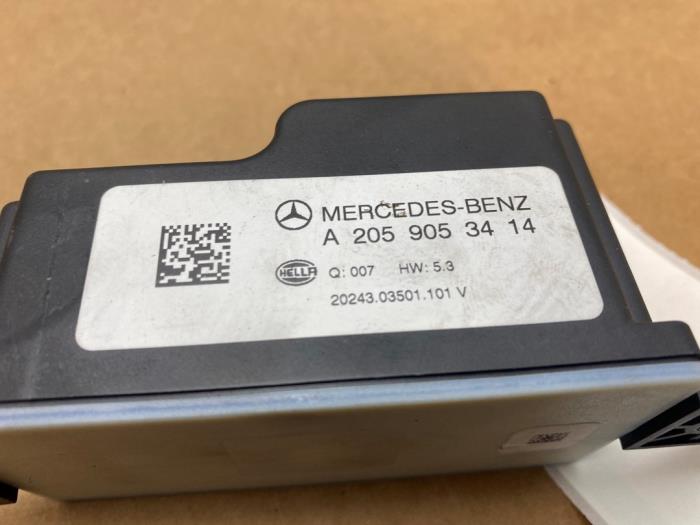 MERCEDES-BENZ
A 205 905 34 14
HELLA Q: 007 HW: 5.3
20243.03501.101 V